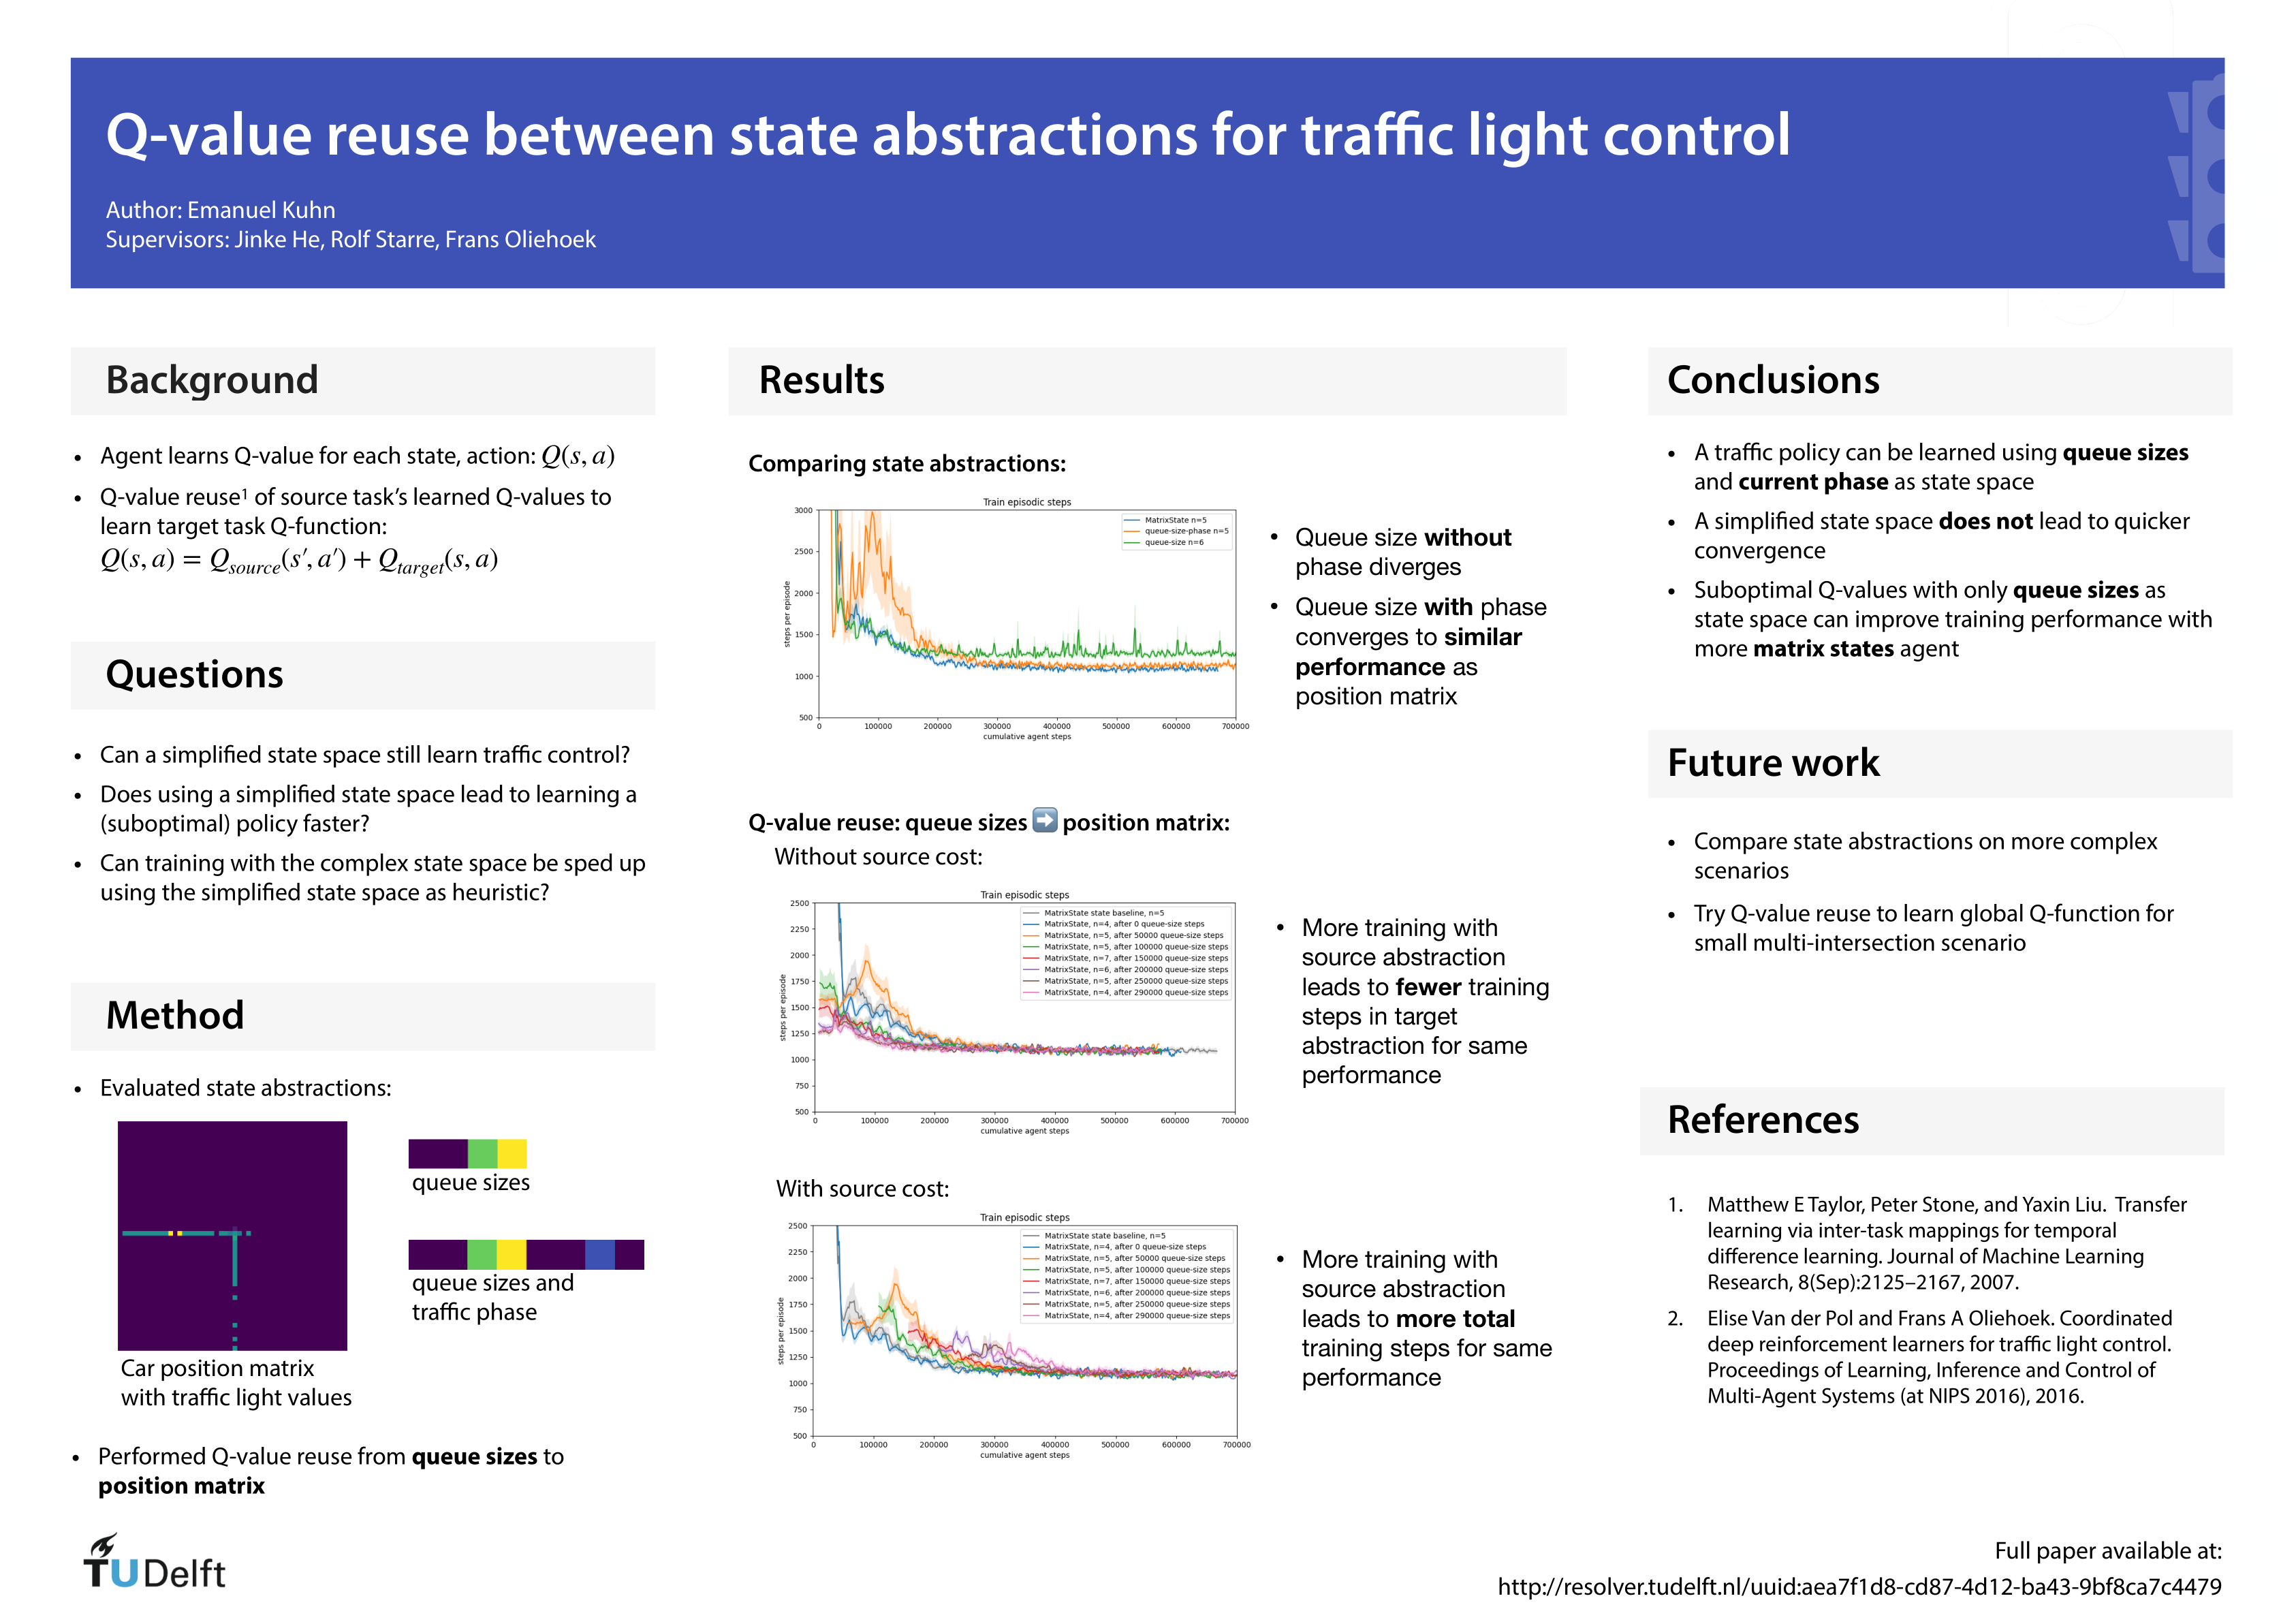 Q-value reuse between state abstractions for traffic light control
Author: Emanuel Kuhn
Supervisors: Jinke He, Rolf Starre, Frans Oliehoek
Background
• Agent learns Q-value for each state, action: Q(s, a)
• Q-value reuse¹ of source task's learned Q-values to
learn target task Q-function:
Q(s, a) = Qsource(s′, a′) + Qtarget(s, a)
Questions
• Can a simplified state space still learn traffic control?
• Does using a simplified state space lead to learning a
(suboptimal) policy faster?
• Can training with the complex state space be sped up
using the simplified state space as heuristic?
Method
• Evaluated state abstractions:
queue sizes
queue sizes and
traffic phase
Car position matrix
with traffic light values
• Performed Q-value reuse from queue sizes to
position matrix
TUDelft
Results
Comparing state abstractions:
Train episodic steps
3000
2500
2000
1500
1000
500
steps per episode
MatrixState n=5
queue-size-phase n=5
queue-size n=6
0 100000 200000 300000 400000 500000 600000 700000
cumulative agent steps
• Queue size without
phase diverges
• Queue size with phase
converges to similar
performance as
position matrix
Q-value reuse: queue sizes ➡ position matrix:
Without source cost:
Train episodic steps
2500
2250
2000
1750
1500
1250
1000
750
500
steps per episode
MatrixState state baseline, n=5
MatrixState, n=4, after 0 queue-size steps
MatrixState, n=5, after 50000 queue-size steps
MatrixState, n=5, after 100000 queue-size steps
MatrixState, n=7, after 150000 queue-size steps
MatrixState, n=6, after 200000 queue-size steps
MatrixState, n=5, after 250000 queue-size steps
MatrixState, n=4, after 290000 queue-size steps
0 100000 200000 300000 400000 500000 600000 700000
cumulative agent steps
• More training with
source abstraction
leads to fewer training
steps in target
abstraction for same
performance
With source cost:
Train episodic steps
2500
2250
2000
1750
1500
1250
1000
750
500
steps per episode
MatrixState state baseline, n=5
MatrixState, n=4, after 0 queue-size steps
MatrixState, n=5, after 50000 queue-size steps
MatrixState, n=5, after 100000 queue-size steps
MatrixState, n=7, after 150000 queue-size steps
MatrixState, n=6, after 200000 queue-size steps
MatrixState, n=5, after 250000 queue-size steps
MatrixState, n=4, after 290000 queue-size steps
0 100000 200000 300000 400000 500000 600000 700000
cumulative agent steps
• More training with
source abstraction
leads to more total
training steps for same
performance
Conclusions
• A traffic policy can be learned using queue sizes
and current phase as state space
• A simplified state space does not lead to quicker
convergence
• Suboptimal Q-values with only queue sizes as
state space can improve training performance with
more matrix states agent
Future work
• Compare state abstractions on more complex
scenarios
• Try Q-value reuse to learn global Q-function for
small multi-intersection scenario
References
1. Matthew E Taylor, Peter Stone, and Yaxin Liu. Transfer
learning via inter-task mappings for temporal
difference learning. Journal of Machine Learning
Research, 8(Sep):2125–2167, 2007.
2. Elise Van der Pol and Frans A Oliehoek. Coordinated
deep reinforcement learners for traffic light control.
Proceedings of Learning, Inference and Control of
Multi-Agent Systems (at NIPS 2016), 2016.
Full paper available at:
http://resolver.tudelft.nl/uuid:aea7f1d8-cd87-4d12-ba43-9bf8ca7c4479